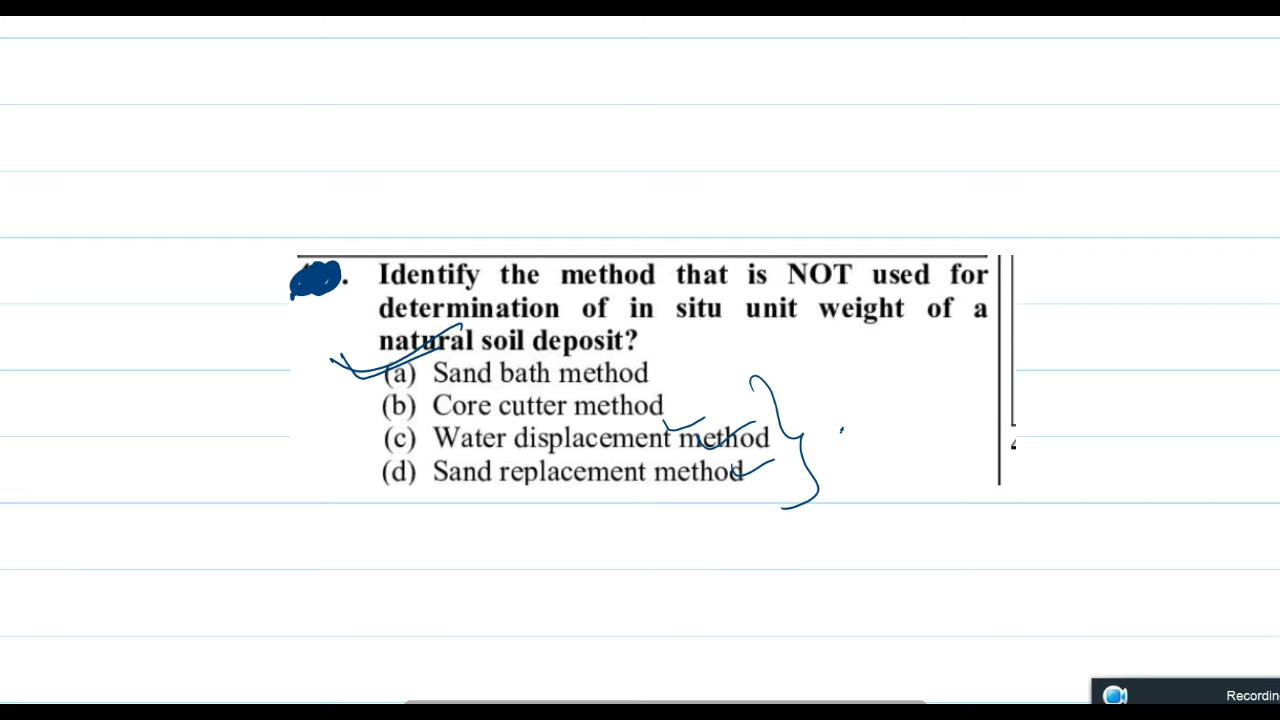 Identify the method that is NOT used for
determination of in situ unit weight of a
natural soil deposit?
(a) Sand bath method
(b) Core cutter method
(c) Water displacement method
(d) Sand replacement method
Recordin